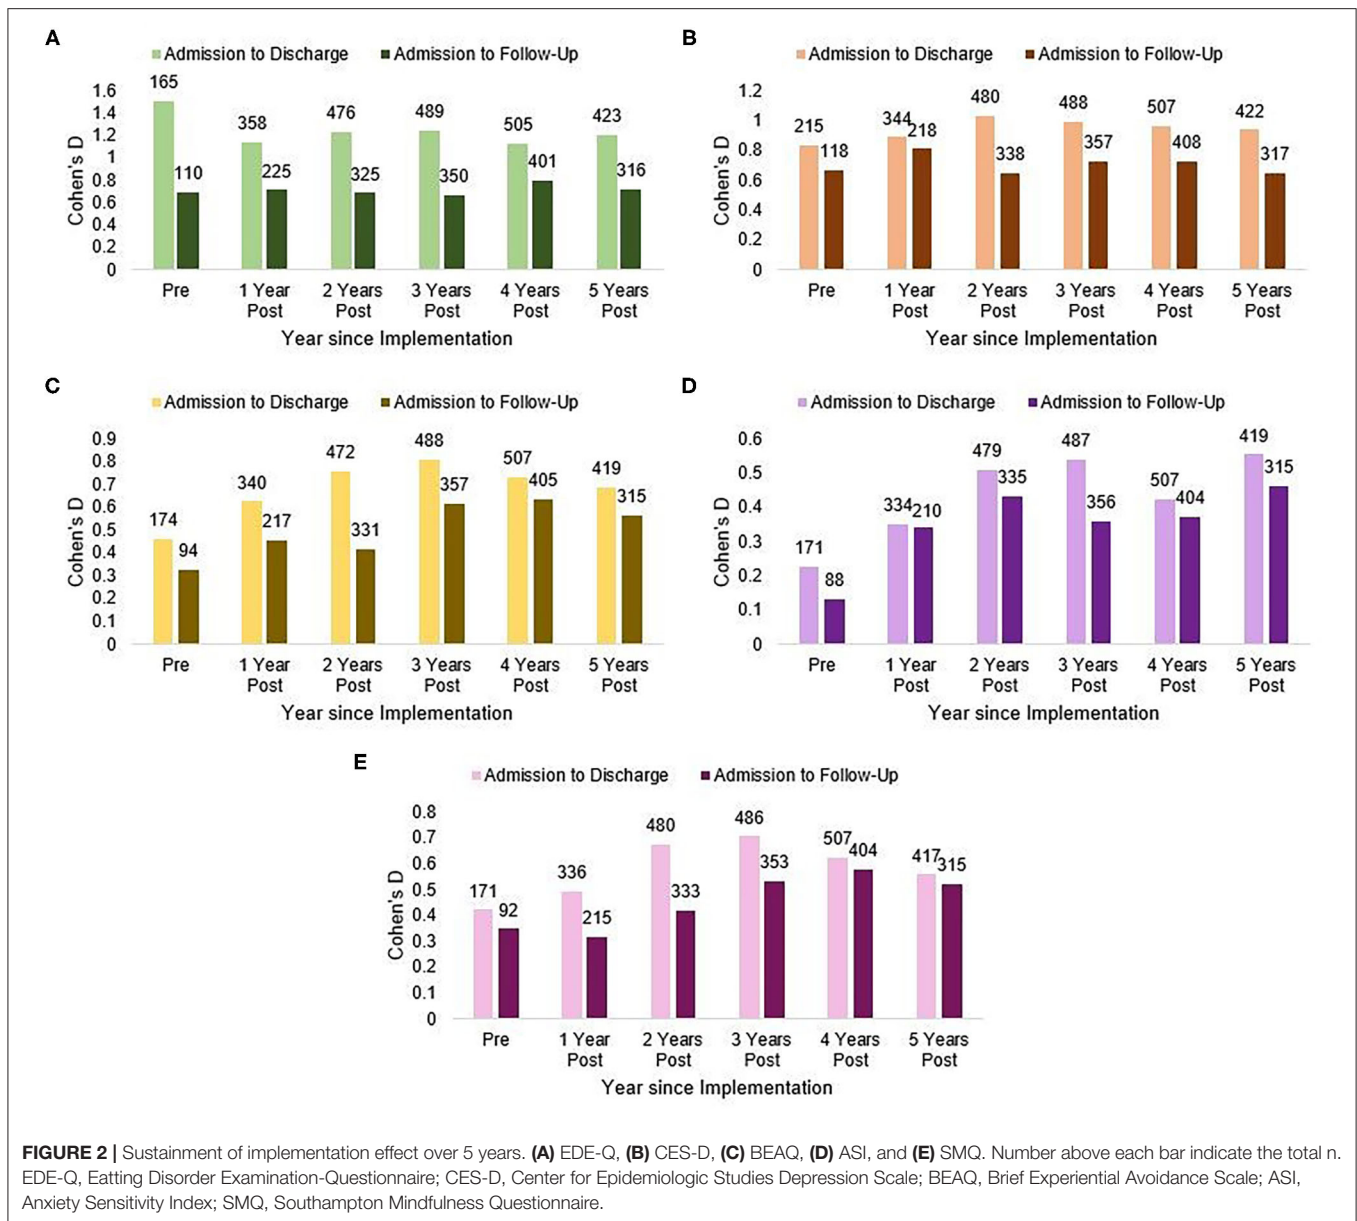 A
Admission to Discharge Admission to Follow-Up
165
358
476
489
505
423
110
225
325
350
401
316
1.6
1.4
1.2
1
0.8
0.6
0.4
0.2
0
Cohen's D
Pre
1 Year Post
2 Years Post
3 Years Post
4 Years Post
5 Years Post
Year since Implementation
B
Admission to Discharge Admission to Follow-Up
215
344
480
488
507
422
118
218
338
357
408
317
1.2
1
0.8
0.6
0.4
0.2
0
Cohen's D
Pre
1 Year Post
2 Years Post
3 Years Post
4 Years Post
5 Years Post
Year since Implementation
C
Admission to Discharge Admission to Follow-Up
174
340
472
488
507
419
94
217
331
357
405
315
0.9
0.8
0.7
0.6
0.5
0.4
0.3
0.2
0.1
0
Cohen's D
Pre
1 Year Post
2 Years Post
3 Years Post
4 Years Post
5 Years Post
Year since Implementation
D
Admission to Discharge Admission to Follow-Up
171
334
479
487
507
419
88
210
335
356
404
315
0.6
0.5
0.4
0.3
0.2
0.1
0
Cohen's D
Pre
1 Year Post
2 Years Post
3 Years Post
4 Years Post
5 Years Post
Year since Implementation
E
Admission to Discharge Admission to Follow-Up
171
336
480
486
507
417
92
215
333
353
404
315
0.8
0.7
0.6
0.5
0.4
0.3
0.2
0.1
0
Cohen's D
Pre
1 Year Post
2 Years Post
3 Years Post
4 Years Post
5 Years Post
Year since Implementation
FIGURE 2 | Sustainment of implementation effect over 5 years. (A) EDE-Q, (B) CES-D, (C) BEAQ, (D) ASI, and (E) SMQ. Number above each bar indicate the total n.
EDE-Q, Eatting Disorder Examination-Questionnaire; CES-D, Center for Epidemiologic Studies Depression Scale; BEAQ, Brief Experiential Avoidance Scale; ASI,
Anxiety Sensitivity Index; SMQ, Southampton Mindfulness Questionnaire.